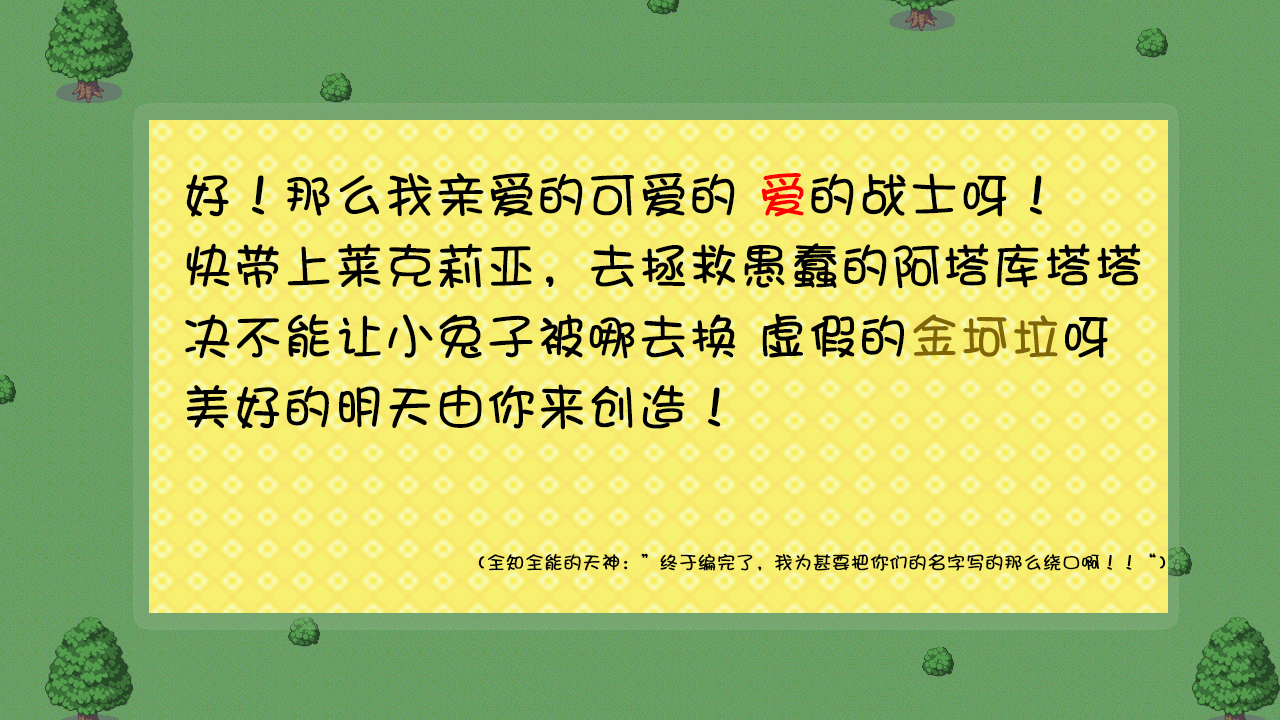 好！那么我亲爱的可爱的 爱的战士呀！
快带上莱克莉亚，去拯救愚蠢的阿塔库塔塔
决不能让小兔子被哪去换 虚假的金坷垃呀
美好的明天由你来创造！
（全知全能的天神：”终于编完了，我为甚要把你们的名字写的那么绕口啊！！“）